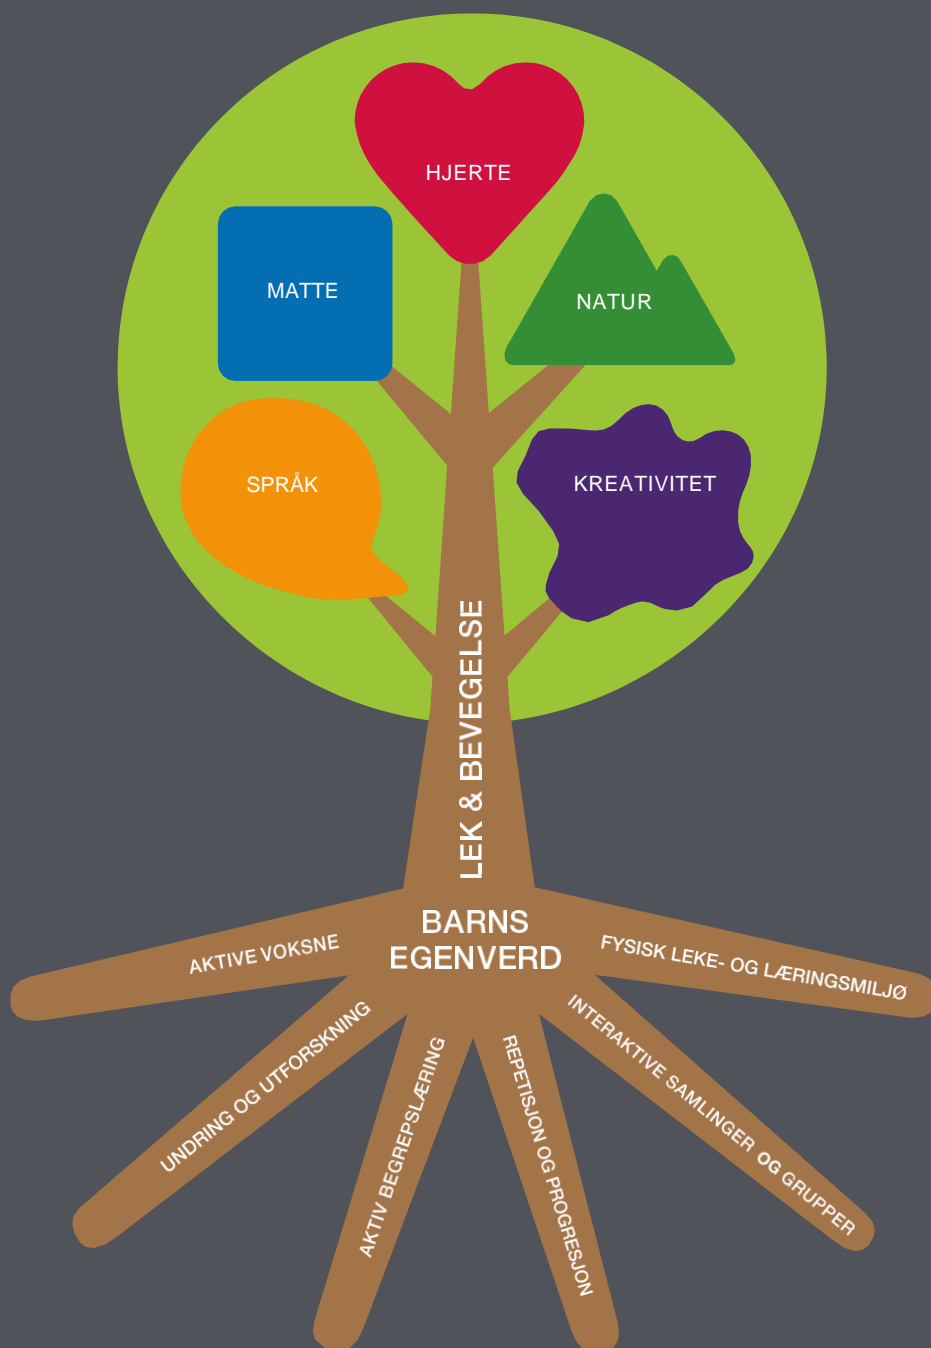 HJERTE
MATTE
NATUR
SPRÅK
KREATIVITET
LEK & BEVEGELSE
BARNS
EGENVERD
AKTIVE VOKSNE
UNDRING OG UTFORSKNING
AKTIV BEGREPSLÆRING
REPETISJON OG PROGRESJON
INTERAKTIVE SAMLINGER OG GRUPPER
FYSISK LEKE- OG LÆRINGSMILJØ